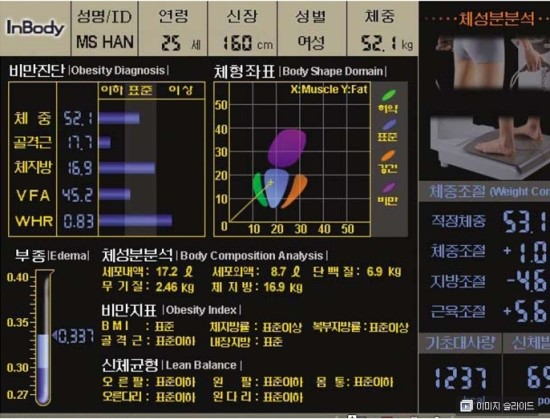 InBody
성명/ID 연령 신장 성별 체중
MS HAN 25 세 160 cm 여성 52.1 kg
체성분분석
비만진단 | Obesity Diagnosis |
이하 표준 이상
체 중 52.1
골격근 17.7
체지방 16.9
VFA 45.2
WHR 0.83
체형좌표 | Body Shape Domain |
X:Muscle Y:Fat
50
40
30
20
10
0 10 20 30 40 50
허약
표준
강건
비만
체중조절 (Weight Con
적정체중 53.1
체중조절 + 1.0
지방조절 -4.6
근육조절 +5.6
기초대사량 신체발
1237 69
부종 | Edema |
0.40
0.35
0.337
0.30
0.27
체성분분석 | Body Composition Analysis |
세포내액 : 17.2 ℓ 세포외액 : 8.7 ℓ 단 백 질 : 6.9 kg
무 기 질 : 2.46 kg 체 지 방 : 16.9 kg
비만지표 | Obesity Index |
B M I : 표준 체지방률 : 표준이상 복부지방률 : 표준이상
골 격 근 : 표준이하 내장지방 : 표준
신체균형 | Lean Balance |
오 른 팔 : 표준이하 왼 팔 : 표준이하 몸 통 : 표준이하
오른다리 : 표준이하 왼 다 리 : 표준이하
이미지 슬라이드